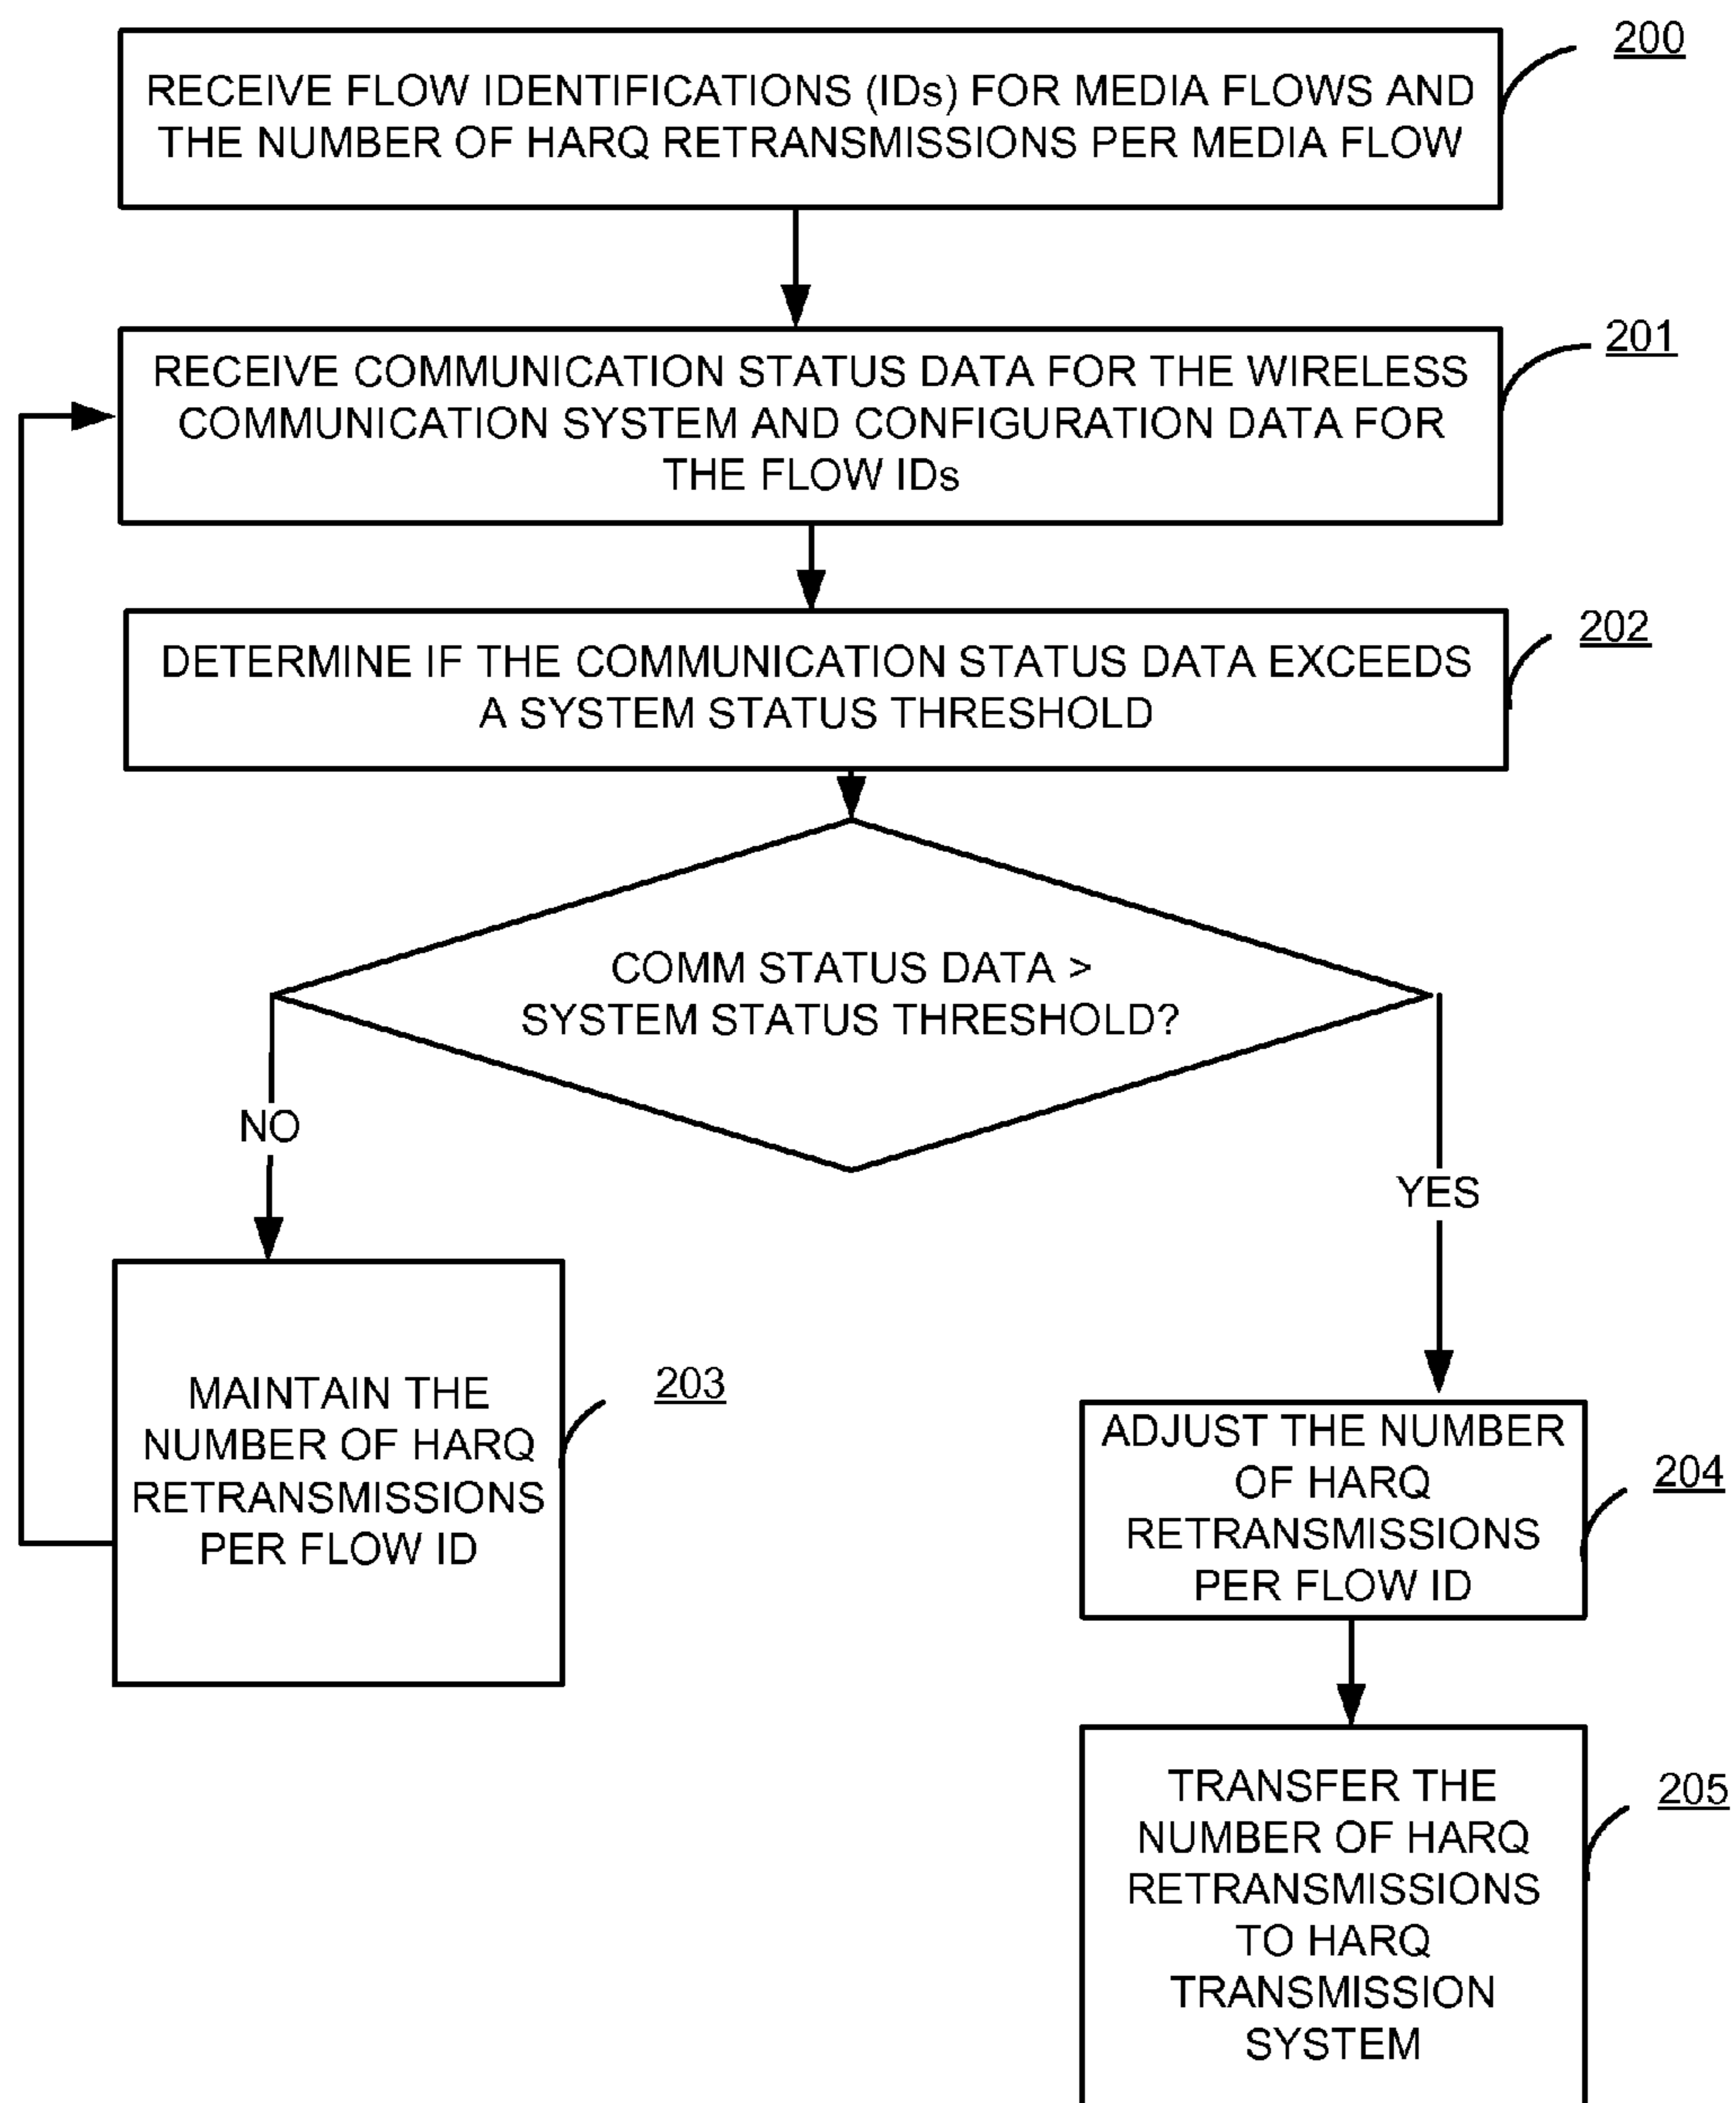 200
RECEIVE FLOW IDENTIFICATIONS (IDs) FOR MEDIA FLOWS AND
THE NUMBER OF HARQ RETRANSMISSIONS PER MEDIA FLOW
201
RECEIVE COMMUNICATION STATUS DATA FOR THE WIRELESS
COMMUNICATION SYSTEM AND CONFIGURATION DATA FOR
THE FLOW IDs
202
DETERMINE IF THE COMMUNICATION STATUS DATA EXCEEDS
A SYSTEM STATUS THRESHOLD
COMM STATUS DATA >
SYSTEM STATUS THRESHOLD?
NO
YES
203
MAINTAIN THE
NUMBER OF HARQ
RETRANSMISSIONS
PER FLOW ID
204
ADJUST THE NUMBER
OF HARQ
RETRANSMISSIONS
PER FLOW ID
205
TRANSFER THE
NUMBER OF HARQ
RETRANSMISSIONS
TO HARQ
TRANSMISSION
SYSTEM